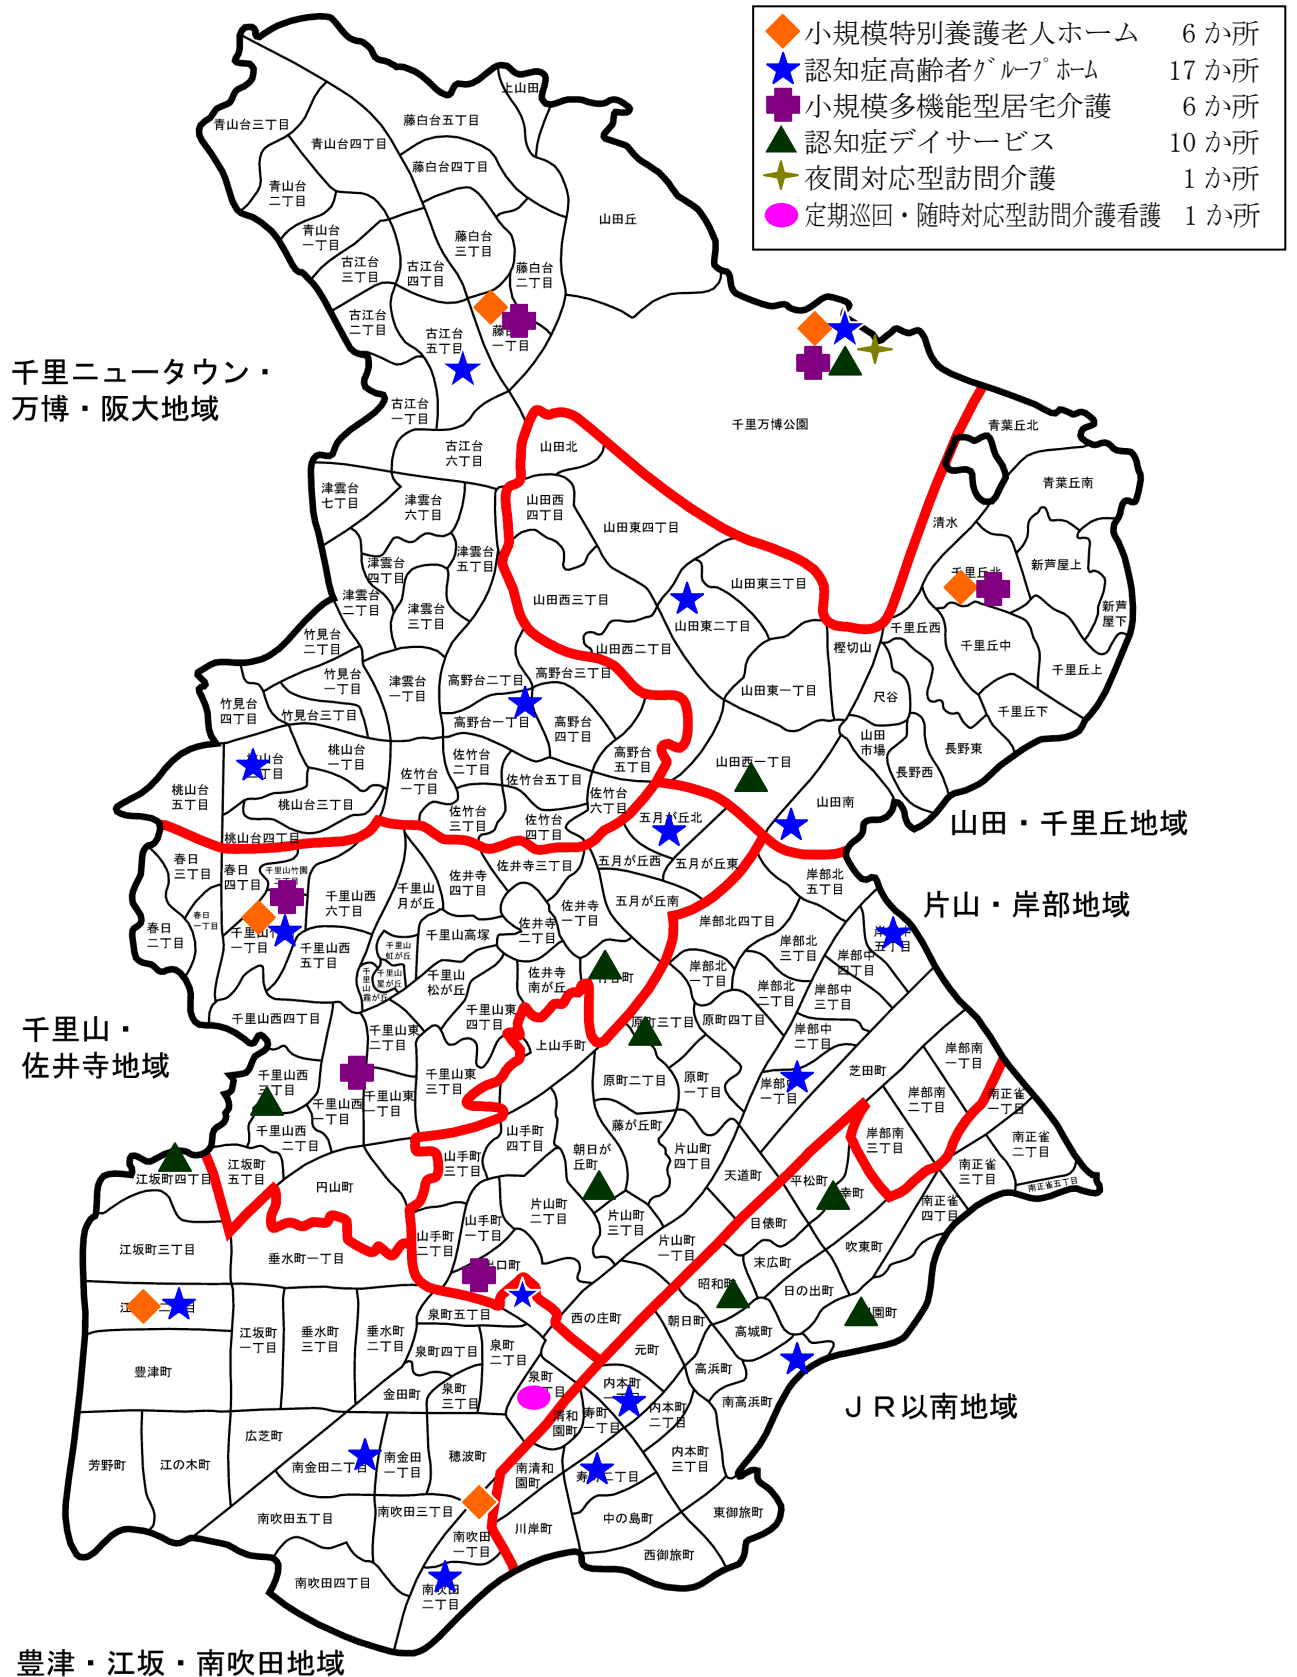 小規模特別養護老人ホーム 6か所
認知症高齢者グループホーム 17か所
小規模多機能型居宅介護 6か所
認知症デイサービス 10か所
夜間対応型訪問介護 1か所
定期巡回・随時対応型訪問介護看護 1か所
上山田
青山台三丁目
青山台四丁目
藤白台五丁目
藤白台四丁目
青山台
二丁目
青山台
一丁目
山田丘
藤白台
三丁目
藤白台
二丁目
古江台
三丁目
古江台
四丁目
古江台
二丁目
古江台
五丁目
一丁目
千里ニュータウン・
万博・阪大地域
古江台
一丁目
古江台
六丁目
千里万博公園
青葉丘北
青葉丘南
山田北
津雲台
七丁目
津雲台
六丁目
山田西
四丁目
山田東四丁目
清水
津雲台
五丁目
津雲台
四丁目
津雲台
二丁目
津雲台
三丁目
山田西三丁目
山田東三丁目
山田東二丁目
千里丘北
新芦屋上
新芦
屋下
千里丘西
千里丘中
千里丘上
千里丘下
竹見台
二丁目
竹見台
一丁目
竹見台
四丁目
竹見台三丁目
津雲台
一丁目
高野台二丁目
高野台三丁目
高野台一丁目
高野台
四丁目
高野台
五丁目
山田西二丁目
山田東一丁目
樫切山
尺谷
山田
市場
長野東
長野西
山田西一丁目
山田南
桃山台
一丁目
桃山台
五丁目
桃山台三丁目
桃山台四丁目
佐竹台
一丁目
佐竹台
二丁目
佐竹台五丁目
佐竹台
三丁目
佐竹台
四丁目
佐竹台
六丁目
五月が丘北
五月が丘西
五月が丘東
五月が丘南
山田・千里丘地域
片山・岸部地域
春日
三丁目
春日
四丁目
春日
一丁目
春日
二丁目
千里山竹園
一丁目
千里山西
六丁目
千里山西
五丁目
千里山
月が丘
千里山
虹が丘
千里山
星が丘
千里山
霧が丘
佐井寺
四丁目
佐井寺三丁目
佐井寺
一丁目
佐井寺
二丁目
佐井寺
南が丘
千里山高塚
千里山
松が丘
千里山東
四丁目
千里山西四丁目
千里山東
二丁目
千里山東
三丁目
千里山東
一丁目
千里山西
三丁目
千里山西
一丁目
千里山西
二丁目
千里山・
佐井寺地域
岸部北
五丁目
岸部北四丁目
岸部北
三丁目
岸部北
一丁目
岸部北
二丁目
岸部中
四丁目
五丁目
岸部中
三丁目
岸部中
二丁目
一丁目
原町三丁目
原町四丁目
原町二丁目
原町
一丁目
上山手町
芝田町
岸部南
一丁目
岸部南
二丁目
岸部南
三丁目
南正雀
一丁目
南正雀
二丁目
南正雀
三丁目
南正雀
四丁目
南正雀五丁目
山手町
四丁目
山手町
三丁目
山手町
一丁目
山手町
二丁目
朝日が
丘町
藤が丘町
片山町
四丁目
片山町
二丁目
片山町
三丁目
片山町
一丁目
天道町
平松町
幸町
目俵町
吹東町
末広町
日の出町
昭和町
高城町
高浜町
南高浜町
朝日町
西の庄町
元町
江坂町四丁目
江坂町
五丁目
円山町
江坂町三丁目
垂水町一丁目
江坂町
一丁目
垂水町
三丁目
垂水町
二丁目
豊津町
泉町五丁目
泉町四丁目
泉町
二丁目
泉町
三丁目
泉町
金田町
内本町
内本町
二丁目
内本町
三丁目
清和
園町
寿町
一丁目
広芝町
芳野町
江の木町
南金田二丁目
南金田
一丁目
穂波町
南清和
園町
中の島町
東御旅町
西御旅町
川岸町
南吹田五丁目
南吹田三丁目
南吹田
一丁目
南吹田四丁目
南吹田
二丁目
ＪＲ以南地域
豊津・江坂・南吹田地域